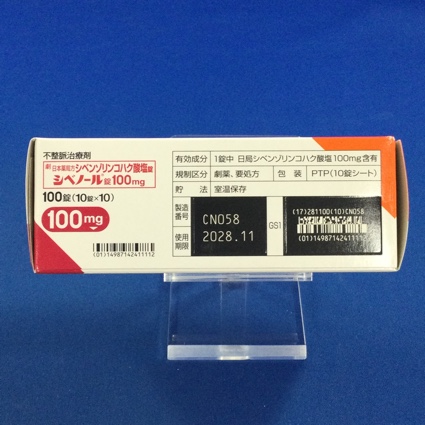 不整脈治療剤
劇 日本薬局方 シベンゾリンコハク酸塩錠
シベノール錠100mg
100錠(10錠×10)
100mg
(01)14987142411112
有効成分 1錠中 日局シベンゾリンコハク酸塩100mg含有
規制区分 劇薬、要処方 包装 PTP(10錠シート)
貯法 室温保存
製造番号 CN058
使用期限 2028.11
GS1
(17)281100(10)CN058
(01)14987142411112